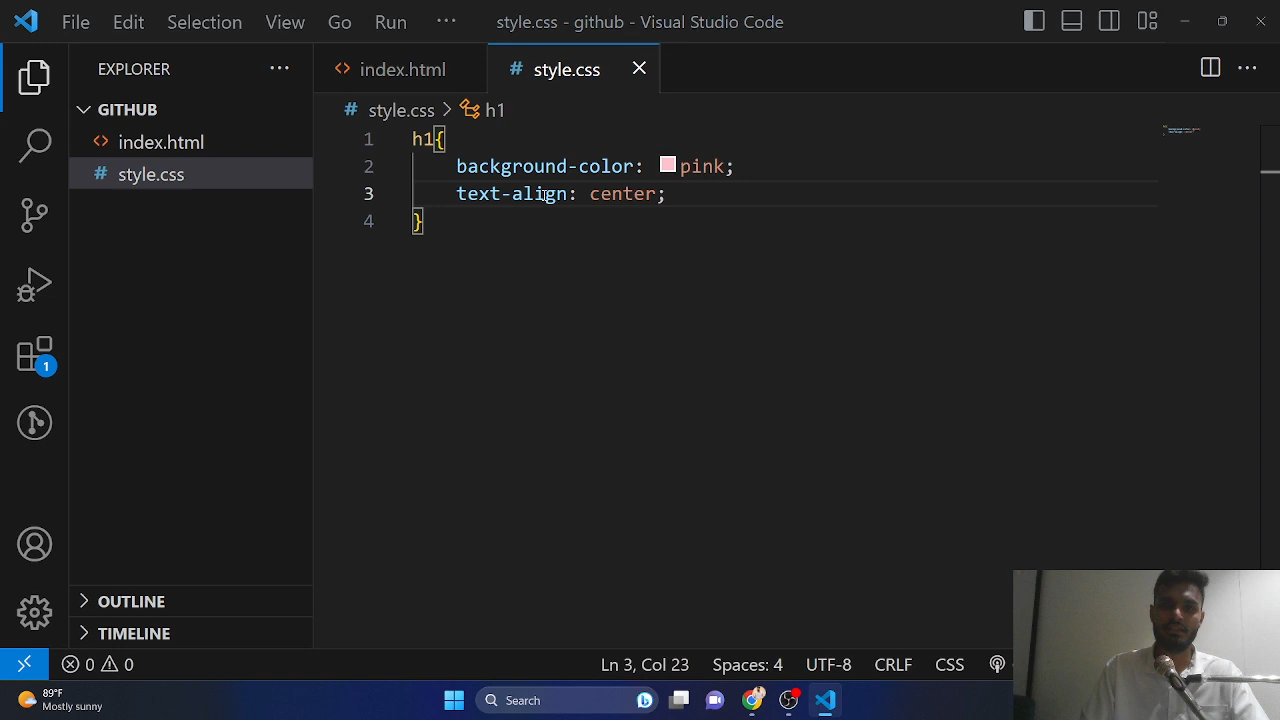 File Edit Selection View Go Run ··· style.css - github - Visual Studio Code
EXPLORER ···
index.html
style.css
GITHUB
index.html
style.css
style.css > h1
1 h1{
2 background-color: pink;
3 text-align: center;
4 }
1
OUTLINE
TIMELINE
0 0 Ln 3, Col 23 Spaces: 4 UTF-8 CRLF CSS
89°F
Mostly sunny
Search